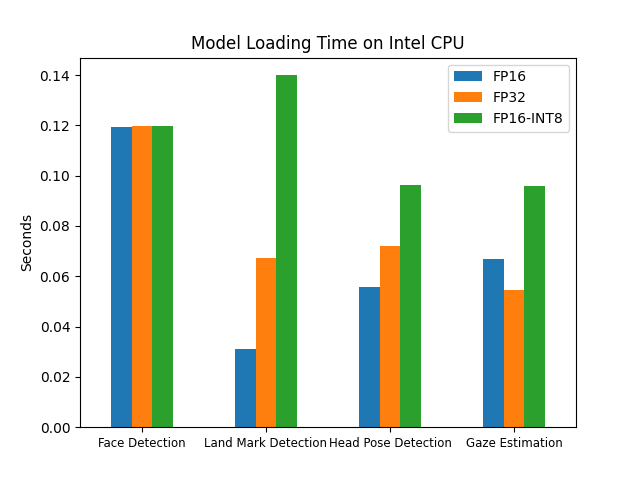 Model Loading Time on Intel CPU
FP16
FP32
FP16-INT8
Seconds
0.14
0.12
0.10
0.08
0.06
0.04
0.02
0.00
Face Detection
Land Mark Detection
Head Pose Detection
Gaze Estimation